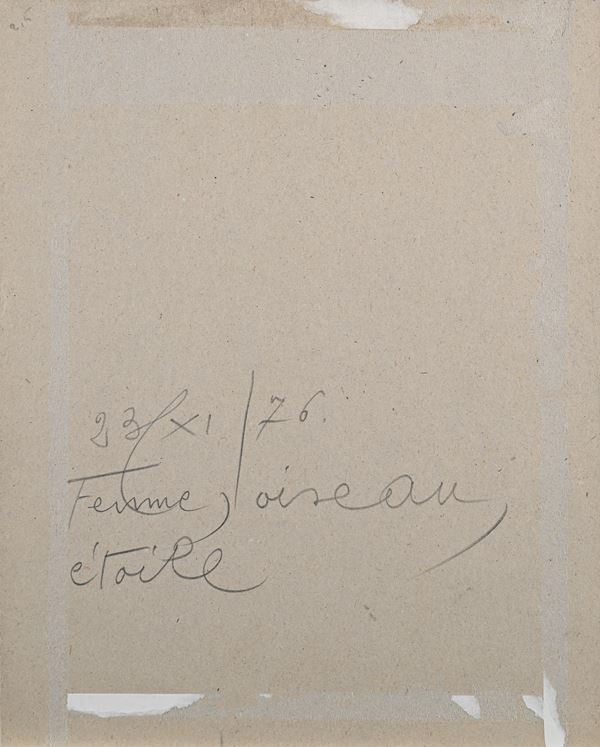 23/XI/76.
Femme, oiseau,
étoile